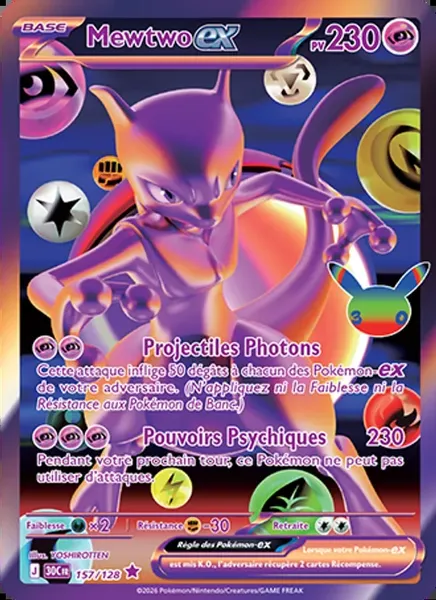 BASE
Mewtwo ex
PV 230
30
Projectiles Photons
Cette attaque inflige 50 dégâts à chacun des Pokémon-ex
de votre adversaire. (N'appliquez ni la Faiblesse ni la
Résistance aux Pokémon de Banc.)
Pouvoirs Psychiques 230
Pendant votre prochain tour, ce Pokémon ne peut pas
utiliser d'attaques.
Faiblesse ×2 Résistance -30 Retraite
illus. YOSHIROTTEN
Règle des Pokémon-ex Lorsque votre Pokémon-ex
est mis K.O., l'adversaire récupère 2 cartes Récompense.
J 30C FR 157/128
©2026 Pokémon/Nintendo/Creatures/GAME FREAK